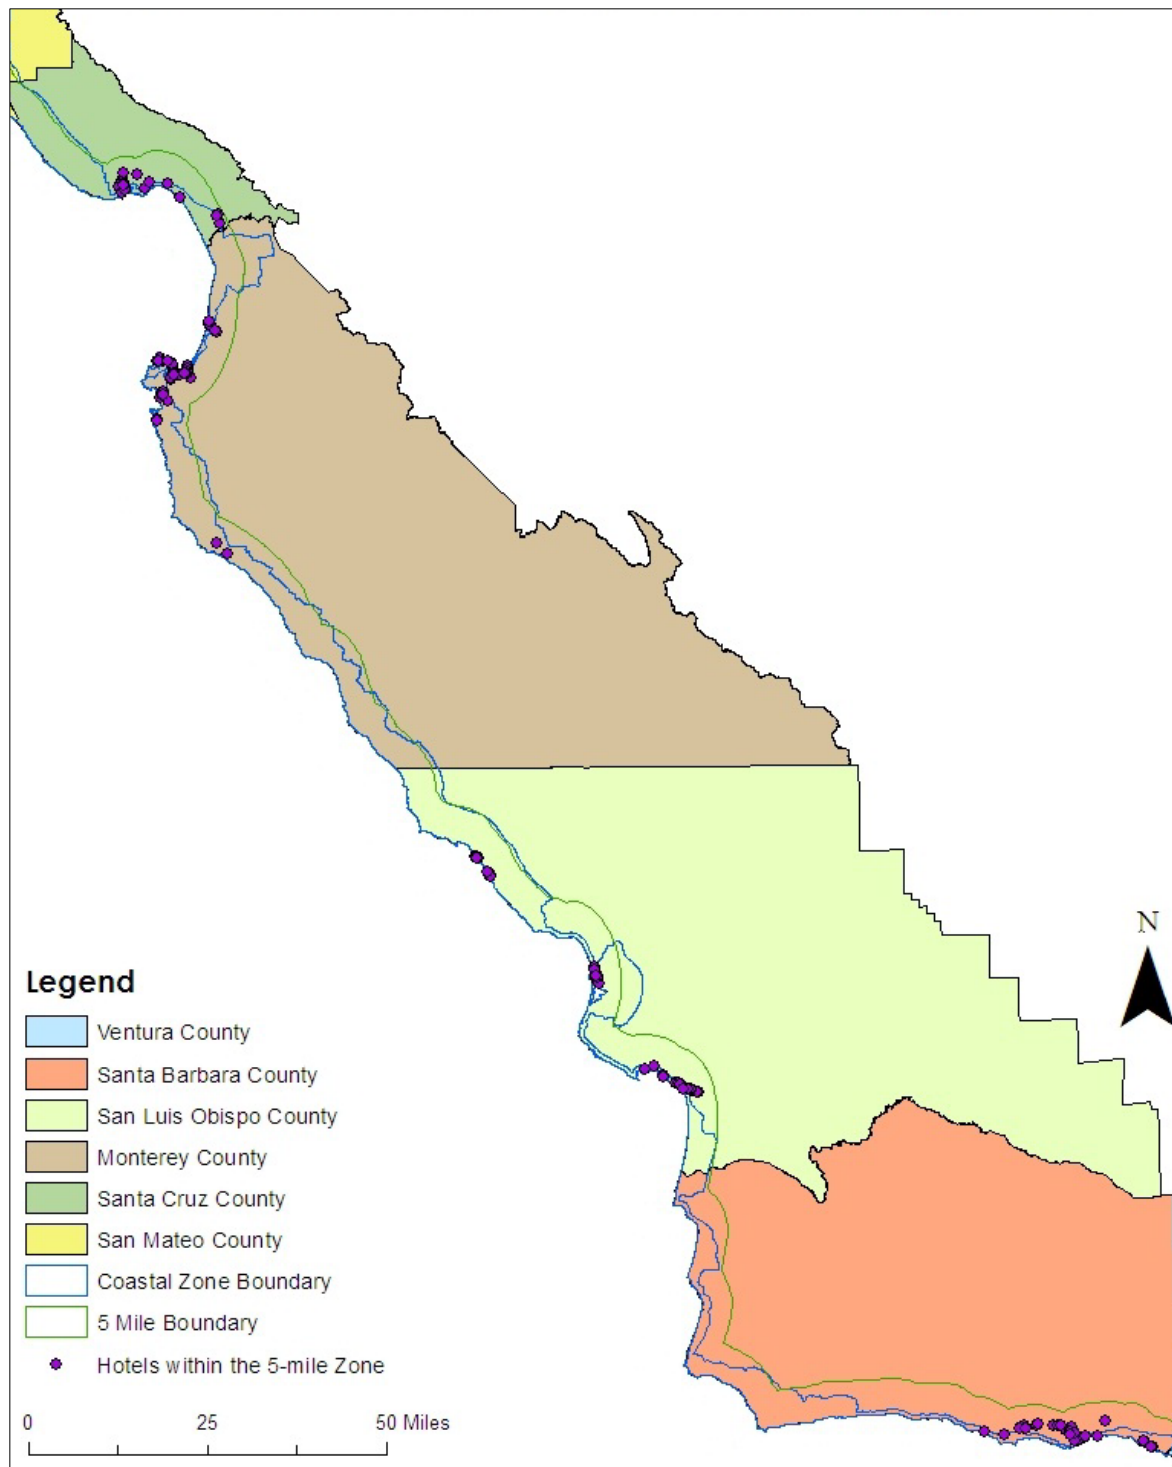 N
Legend
Ventura County
Santa Barbara County
San Luis Obispo County
Monterey County
Santa Cruz County
San Mateo County
Coastal Zone Boundary
5 Mile Boundary
Hotels within the 5-mile Zone
0 25 50 Miles